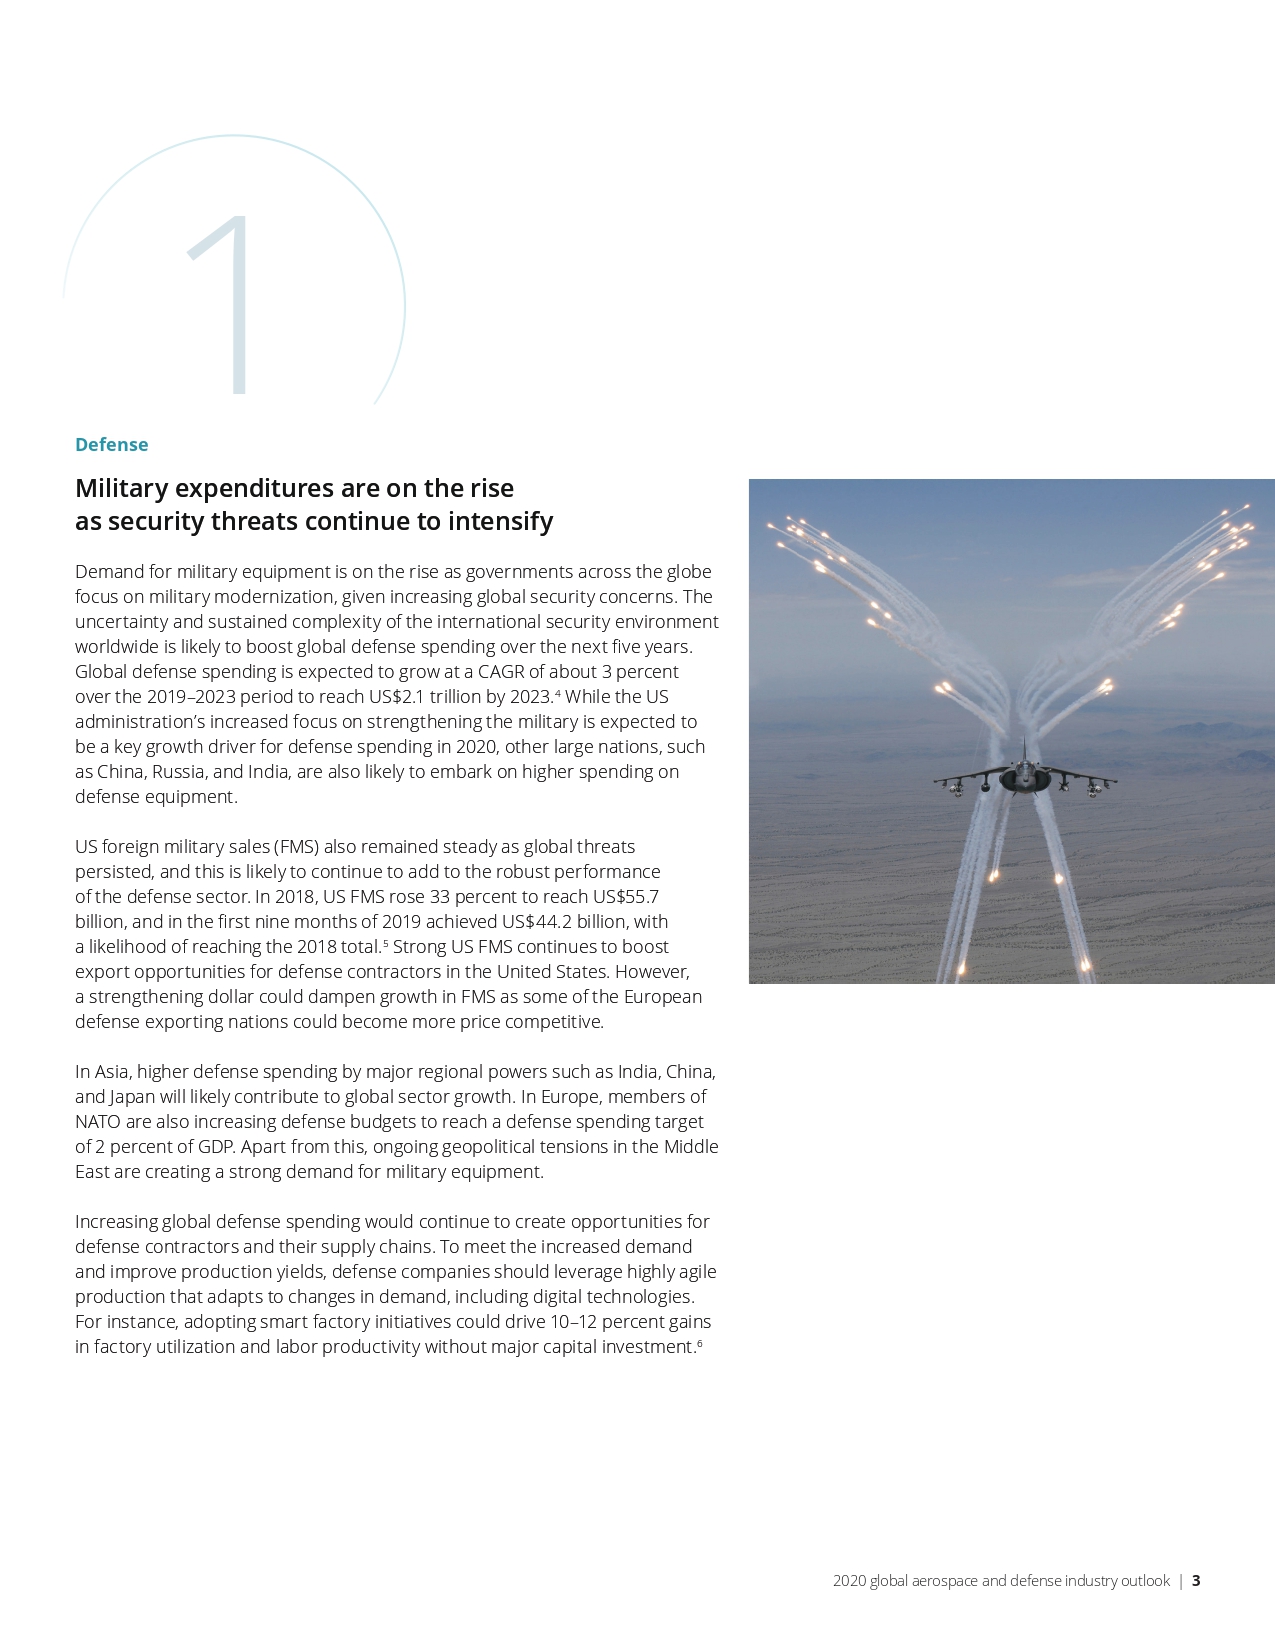 1
Defense
Military expenditures are on the rise
as security threats continue to intensify
Demand for military equipment is on the rise as governments across the globe
focus on military modernization, given increasing global security concerns. The
uncertainty and sustained complexity of the international security environment
worldwide is likely to boost global defense spending over the next five years.
Global defense spending is expected to grow at a CAGR of about 3 percent
over the 2019–2023 period to reach US$2.1 trillion by 2023.⁴ While the US
administration’s increased focus on strengthening the military is expected to
be a key growth driver for defense spending in 2020, other large nations, such
as China, Russia, and India, are also likely to embark on higher spending on
defense equipment.
US foreign military sales (FMS) also remained steady as global threats
persisted, and this is likely to continue to add to the robust performance
of the defense sector. In 2018, US FMS rose 33 percent to reach US$55.7
billion, and in the first nine months of 2019 achieved US$44.2 billion, with
a likelihood of reaching the 2018 total.⁵ Strong US FMS continues to boost
export opportunities for defense contractors in the United States. However,
a strengthening dollar could dampen growth in FMS as some of the European
defense exporting nations could become more price competitive.
In Asia, higher defense spending by major regional powers such as India, China,
and Japan will likely contribute to global sector growth. In Europe, members of
NATO are also increasing defense budgets to reach a defense spending target
of 2 percent of GDP. Apart from this, ongoing geopolitical tensions in the Middle
East are creating a strong demand for military equipment.
Increasing global defense spending would continue to create opportunities for
defense contractors and their supply chains. To meet the increased demand
and improve production yields, defense companies should leverage highly agile
production that adapts to changes in demand, including digital technologies.
For instance, adopting smart factory initiatives could drive 10–12 percent gains
in factory utilization and labor productivity without major capital investment.⁶
2020 global aerospace and defense industry outlook | 3